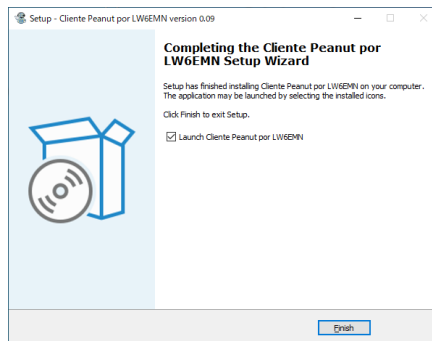 Setup - Cliente Peanut por LW6EMN version 0.09
Completing the Cliente Peanut por
LW6EMN Setup Wizard
Setup has finished installing Cliente Peanut por LW6EMN on your computer.
The application may be launched by selecting the installed icons.
Click Finish to exit Setup.
Launch Cliente Peanut por LW6EMN
Finish